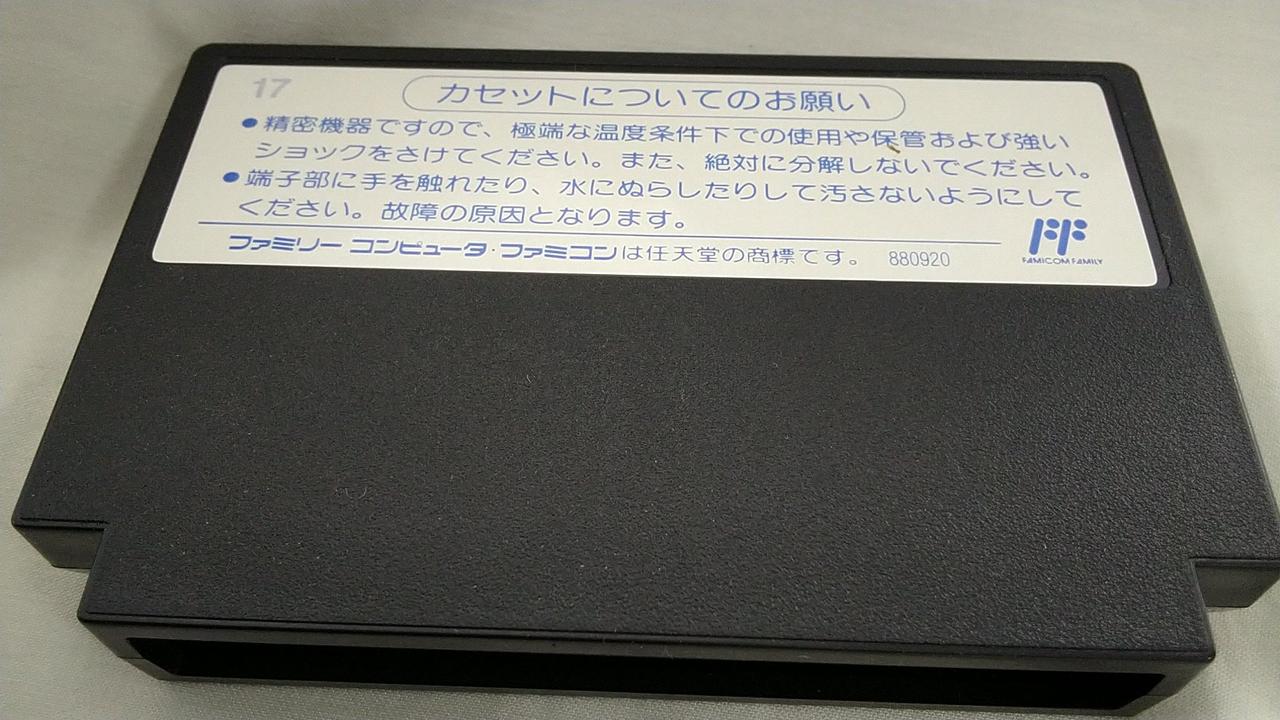 17
カセットについてのお願い
●精密機器ですので、極端な温度条件下での使用や保管および強い
ショックをさけてください。また、絶対に分解しないでください。
●端子部に手を触れたり、水にぬらしたりして汚さないようにして
ください。故障の原因となります。
ファミリー コンピュータ・ファミコンは任天堂の商標です。 880920
FF
FAMICOM FAMILY